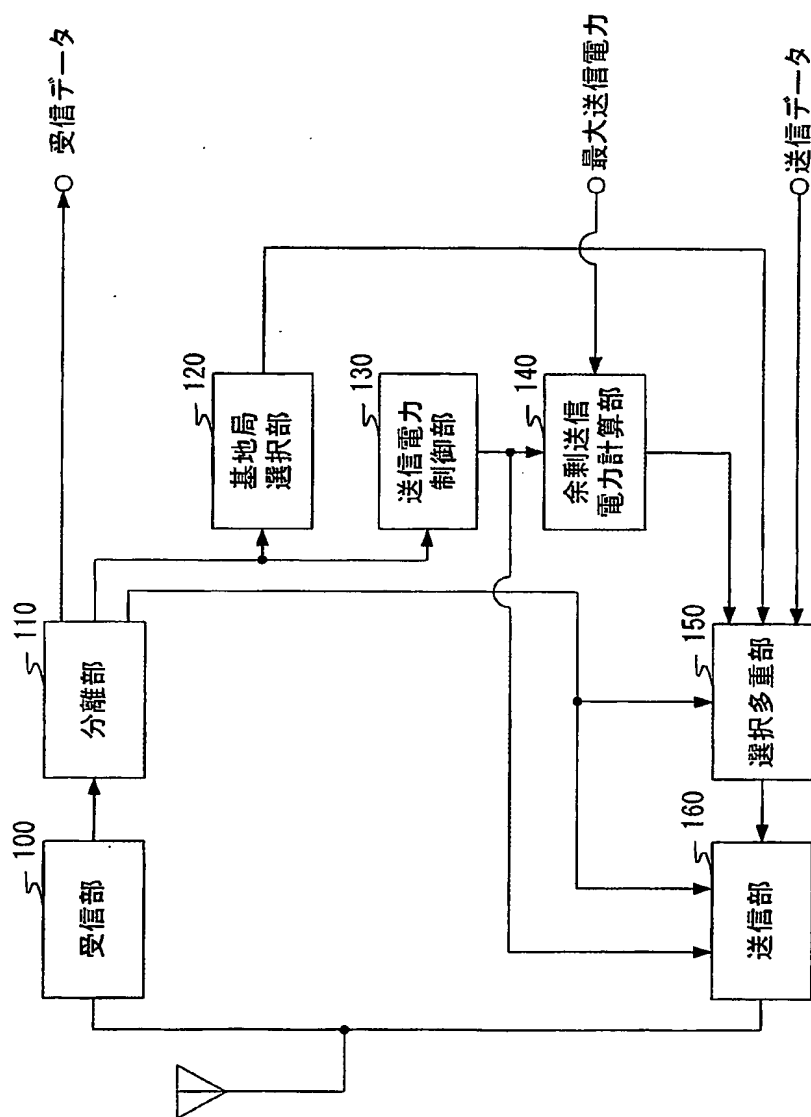 受信データ
100
受信部
110
分離部
120
基地局
選択部
130
送信電力
制御部
140
余剰送信
電力計算部
最大送信電力
150
選択多重部
160
送信部
送信データ